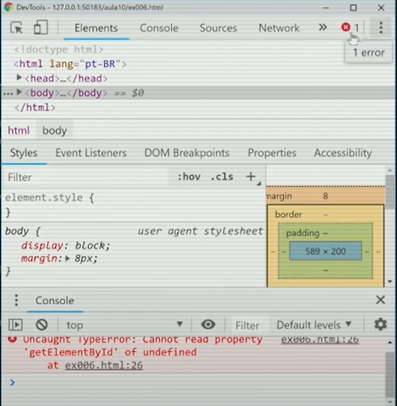 DevTools - 127.0.0.1:50183/aula10/ex006.html
Elements Console Sources Network » 1
1 error
<!doctype html>
<html lang="pt-BR">
<head>…</head>
… <body>…</body> == $0
</html>
html body
Styles Event Listeners DOM Breakpoints Properties Accessibility
Filter :hov .cls +
element.style {
}
margin 8
body { user agent stylesheet
display: block;
margin: 8px;
}
border –
padding –
– – 589 × 200 – –
–
Console
top Filter Default levels
Uncaught TypeError: Cannot read property ex006.html:26
'getElementById' of undefined
at ex006.html:26